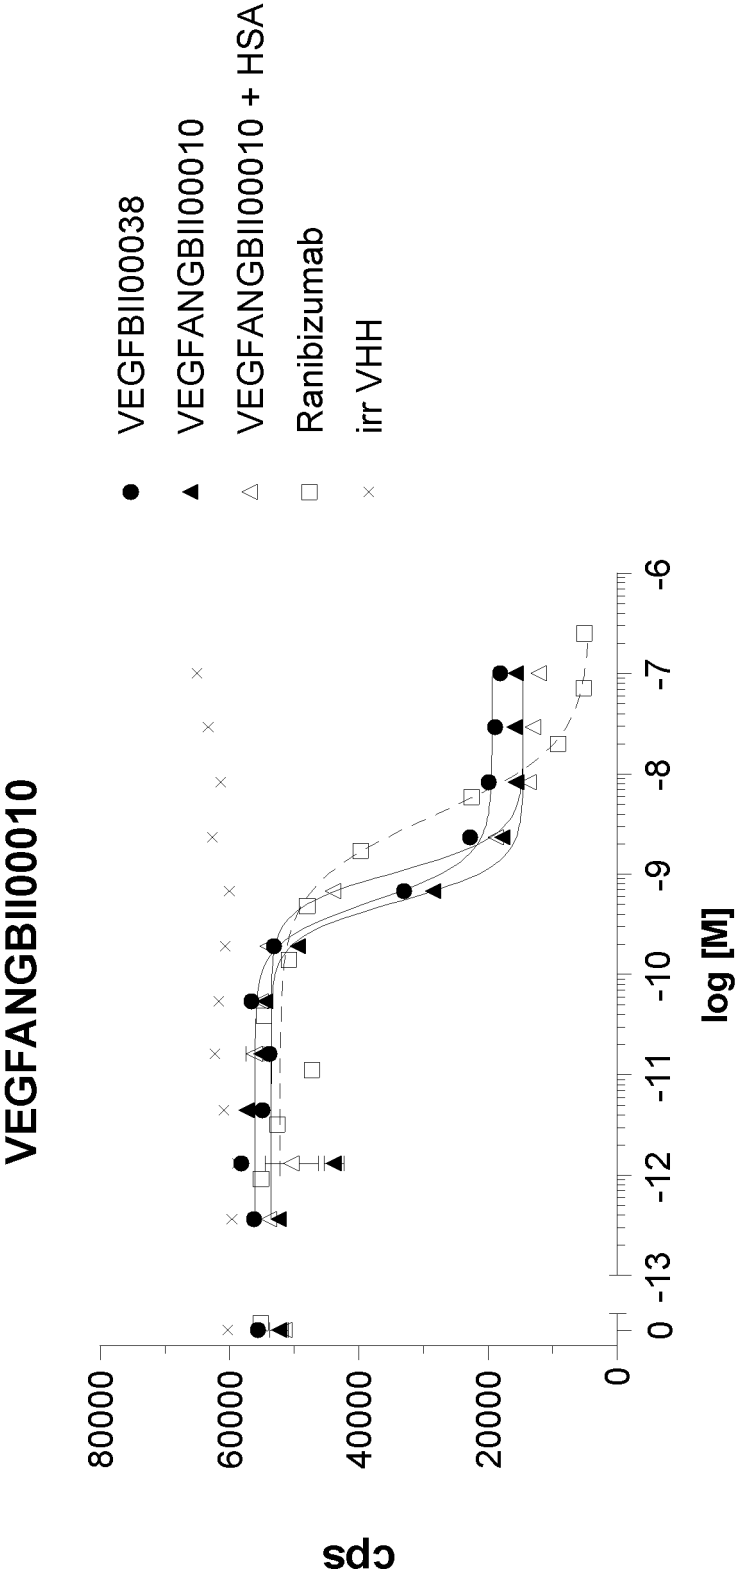 VEGFANGBII00010
VEGFBII00038
VEGFANGBII00010
VEGFANGBII00010 + HSA
Ranibizumab
irr VHH
cps
80000
60000
40000
20000
0
0 -13 -12 -11 -10 -9 -8 -7 -6
log [M]